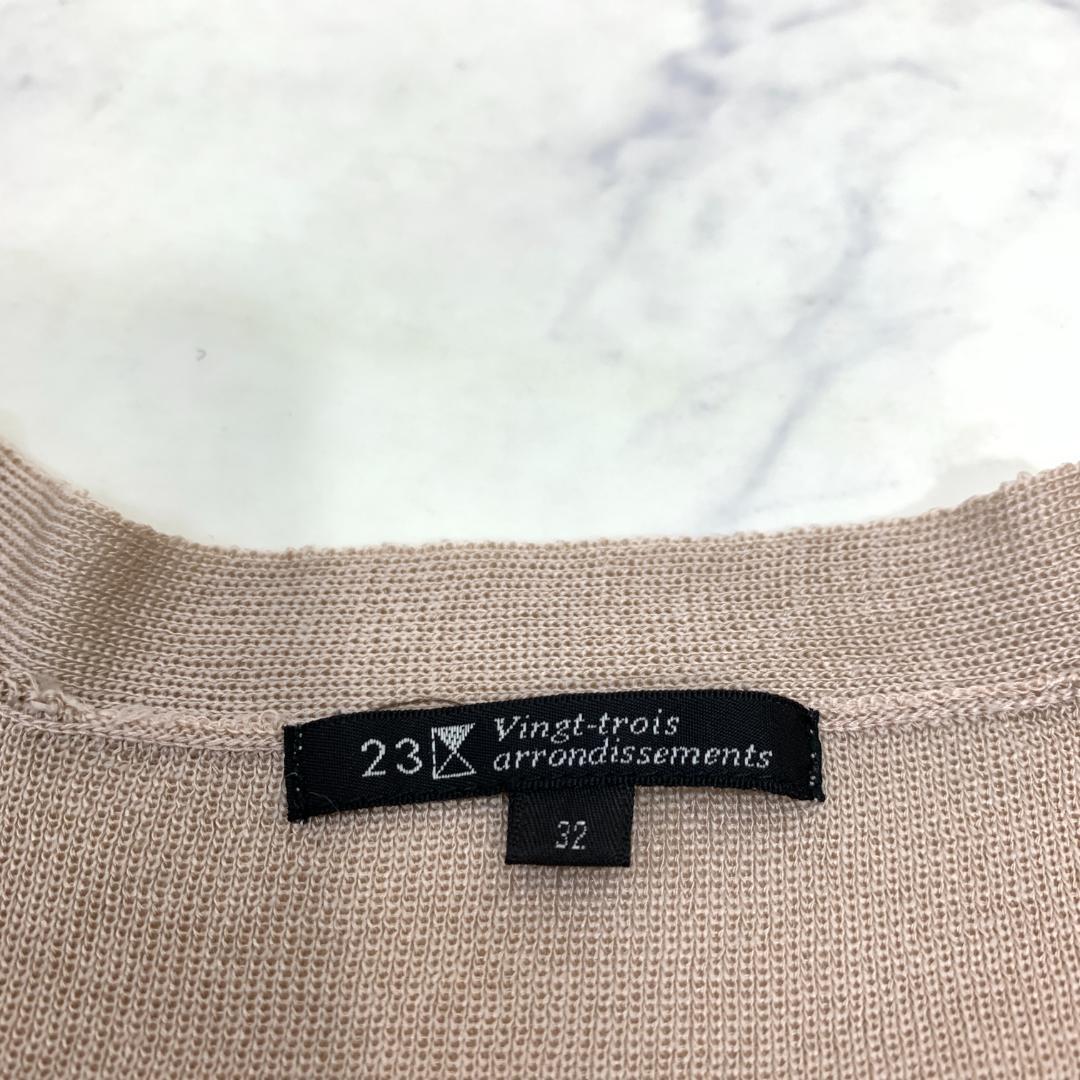 23 Vingt-trois
arrondissements
32